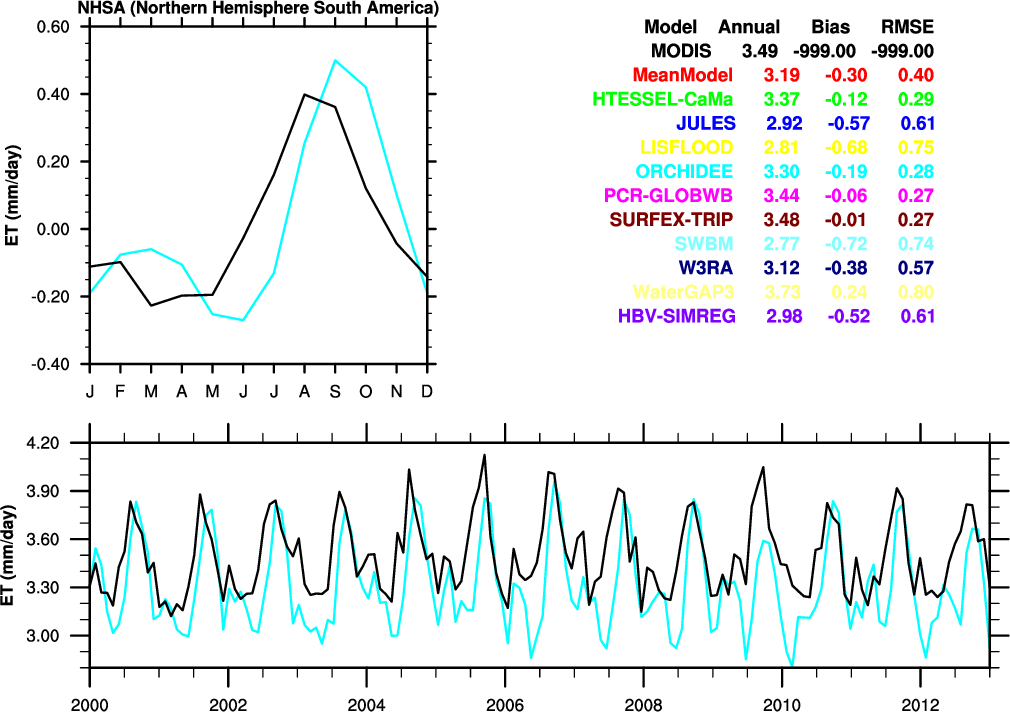 NHSA (Northern Hemisphere South America)
0.60
0.40
0.20
0.00
-0.20
-0.40
ET (mm/day)
J F M A M J J A S O N D
Model Annual Bias RMSE
MODIS 3.49 -999.00 -999.00
MeanModel 3.19 -0.30 0.40
HTESSEL-CaMa 3.37 -0.12 0.29
JULES 2.92 -0.57 0.61
LISFLOOD 2.81 -0.68 0.75
ORCHIDEE 3.30 -0.19 0.28
PCR-GLOBWB 3.44 -0.06 0.27
SURFEX-TRIP 3.48 -0.01 0.27
SWBM 2.77 -0.72 0.74
W3RA 3.12 -0.38 0.57
WaterGAP3 3.73 0.24 0.80
HBV-SIMREG 2.98 -0.52 0.61
4.20
3.90
3.60
3.30
3.00
ET (mm/day)
2000 2002 2004 2006 2008 2010 2012